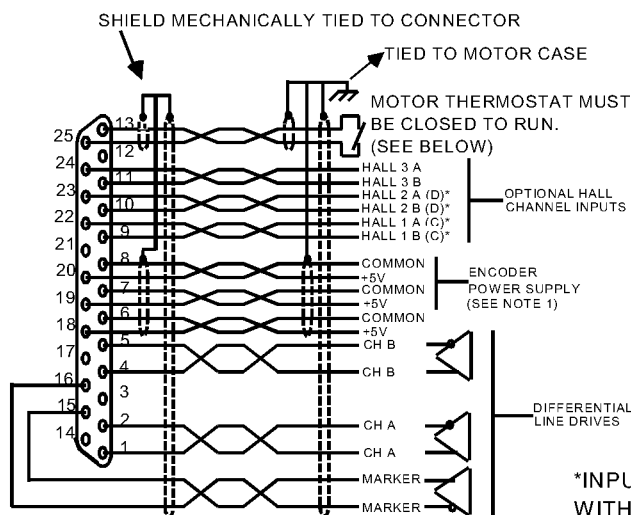 SHIELD MECHANICALLY TIED TO CONNECTOR
TIED TO MOTOR CASE
MOTOR THERMOSTAT MUST
BE CLOSED TO RUN.
(SEE BELOW)
13
25
12
24
11
23
10
22
9
21
8
20
7
19
6
18
5
17
4
16
3
15
2
14
1
HALL 3 A
HALL 3 B
HALL 2 A (D)*
HALL 2 B (D)*
HALL 1 A (C)*
HALL 1 B (C)*
OPTIONAL HALL
CHANNEL INPUTS
COMMON
+5V
COMMON
+5V
COMMON
+5V
ENCODER
POWER SUPPLY
(SEE NOTE 1)
CH B
CH B
CH A
CH A
MARKER
MARKER
DIFFERENTIAL
LINE DRIVES
*INPU
WITH